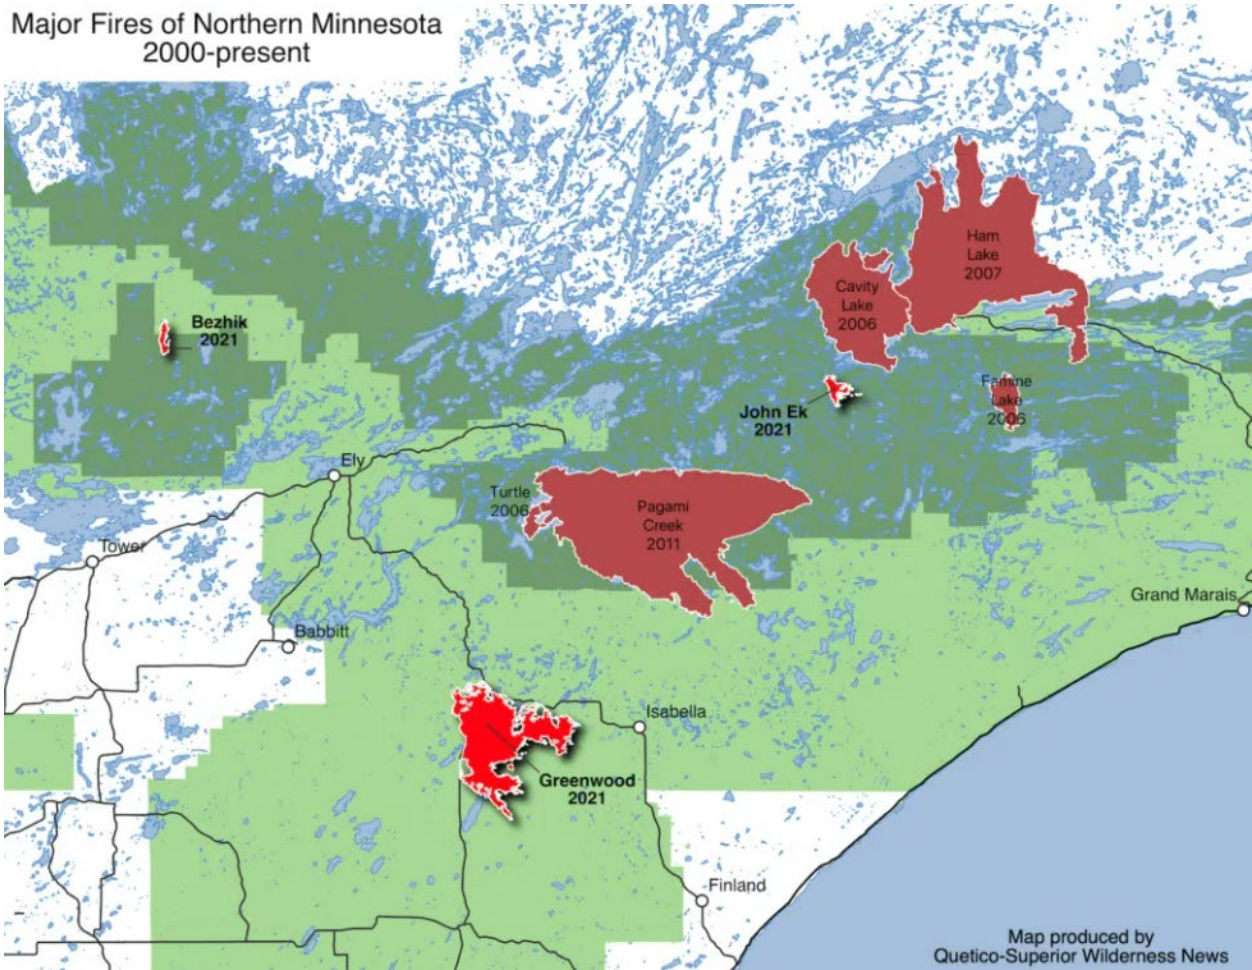 Major Fires of Northern Minnesota
2000-present
Ham
Lake
2007
Cavity
Lake
2006
Bezhik
2021
Famine
Lake
2006
John Ek
2021
Ely
Turtle
2006
Pagami
Creek
2011
Tower
Grand Marais
Babbitt
Isabella
Greenwood
2021
Finland
Map produced by
Quetico-Superior Wilderness News